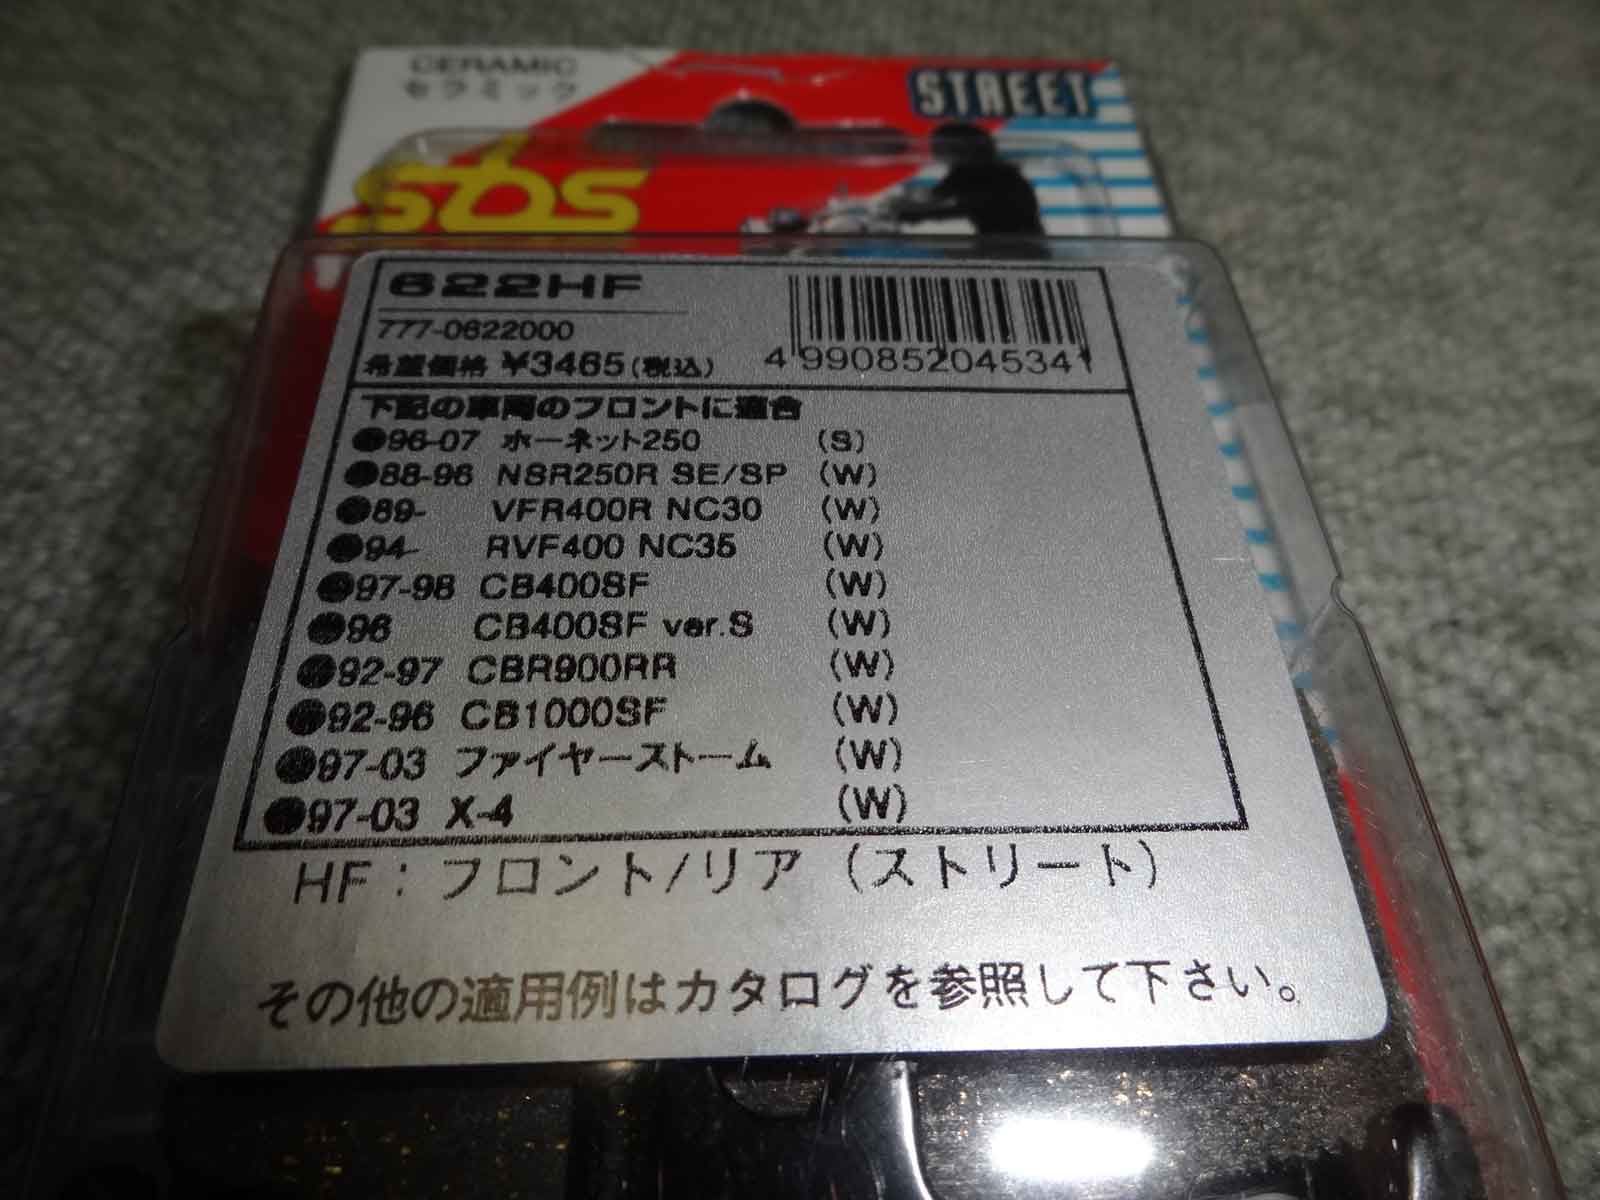 CERAMIC
セラミック
STREET
sbs
622HF
777-0622000
希望価格 ¥3465(税込)
4 990852 045341
下記の車両のフロントに適合
●96-07 ホーネット250 (S)
●88-96 NSR250R SE/SP (W)
●89- VFR400R NC30 (W)
●94- RVF400 NC35 (W)
●97-98 CB400SF (W)
●96 CB400SF ver.S (W)
●92-97 CBR900RR (W)
●92-96 CB1000SF (W)
●97-03 ファイヤーストーム (W)
●97-03 X-4 (W)
HF:フロント/リア (ストリート)
その他の適用例はカタログを参照して下さい。